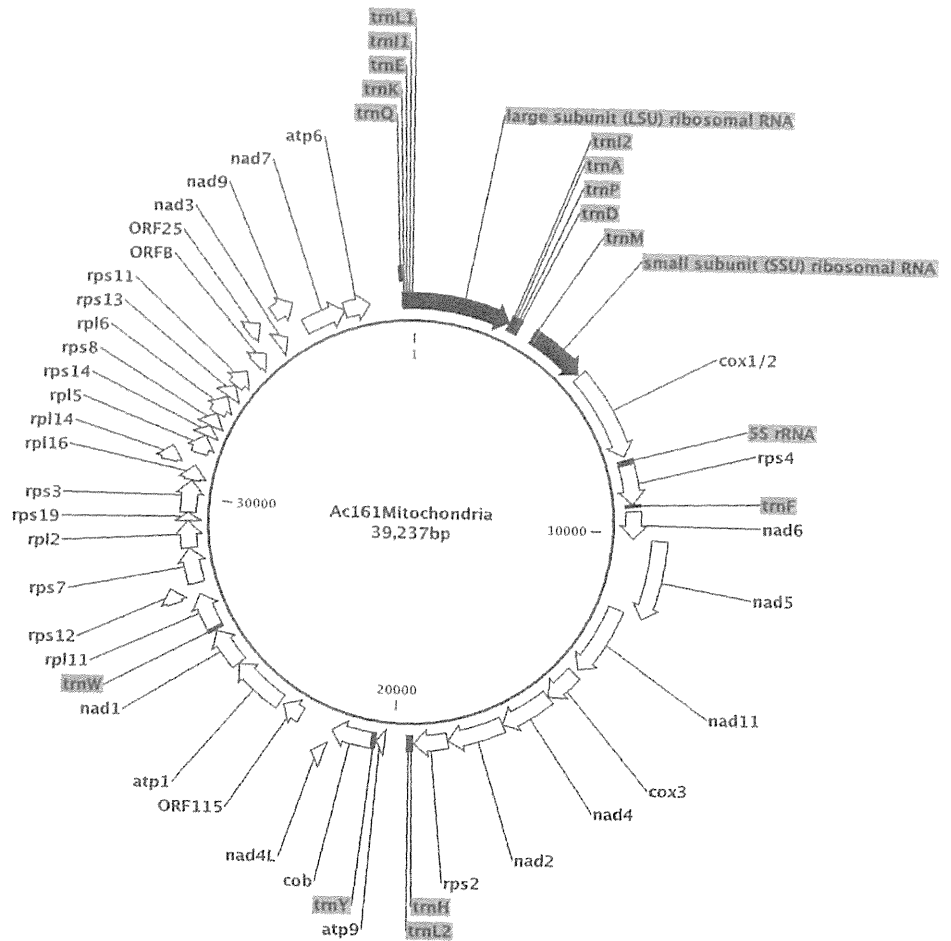 trnL1
trnI1
trnE
trnK
trnQ
large subunit (LSU) ribosomal RNA
trnI2
trnA
trnP
trnD
trnM
small subunit (SSU) ribosomal RNA
cox1/2
5S rRNA
rps4
trnF
nad6
nad5
nad11
cox3
nad4
nad2
rps2
trnH
trnL2
atp9
trnY
cob
nad4L
ORF115
atp1
nad1
trnW
rpl11
rps12
rps7
rpl2
rps19
rps3
rpl16
rpl14
rpl5
rps14
rps8
rpl6
rps13
rps11
ORFB
ORF25
nad3
nad9
nad7
atp6
1
10000
20000
30000
Ac161Mitochondria
39,237bp